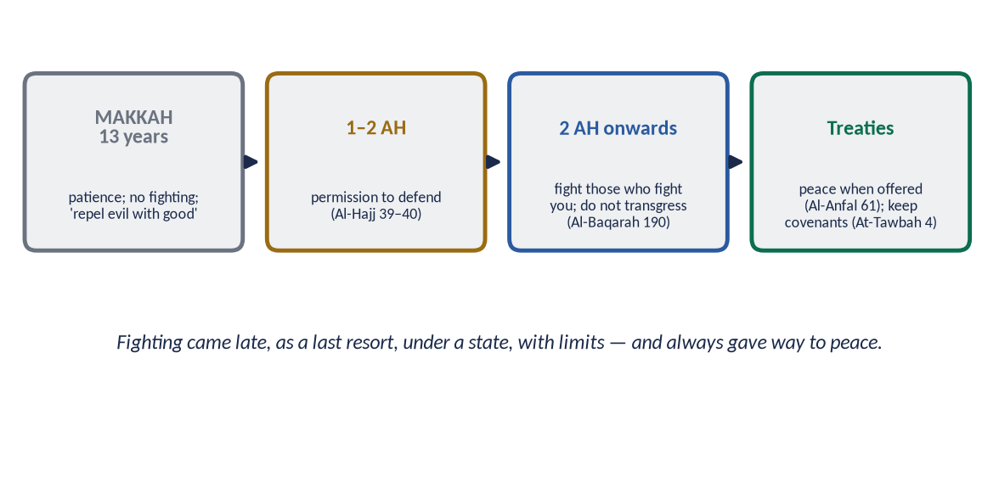 MAKKAH
13 years
patience; no fighting;
'repel evil with good'
1–2 AH
permission to defend
(Al-Hajj 39–40)
2 AH onwards
fight those who fight
you; do not transgress
(Al-Baqarah 190)
Treaties
peace when offered
(Al-Anfal 61); keep
covenants (At-Tawbah 4)
Fighting came late, as a last resort, under a state, with limits — and always gave way to peace.